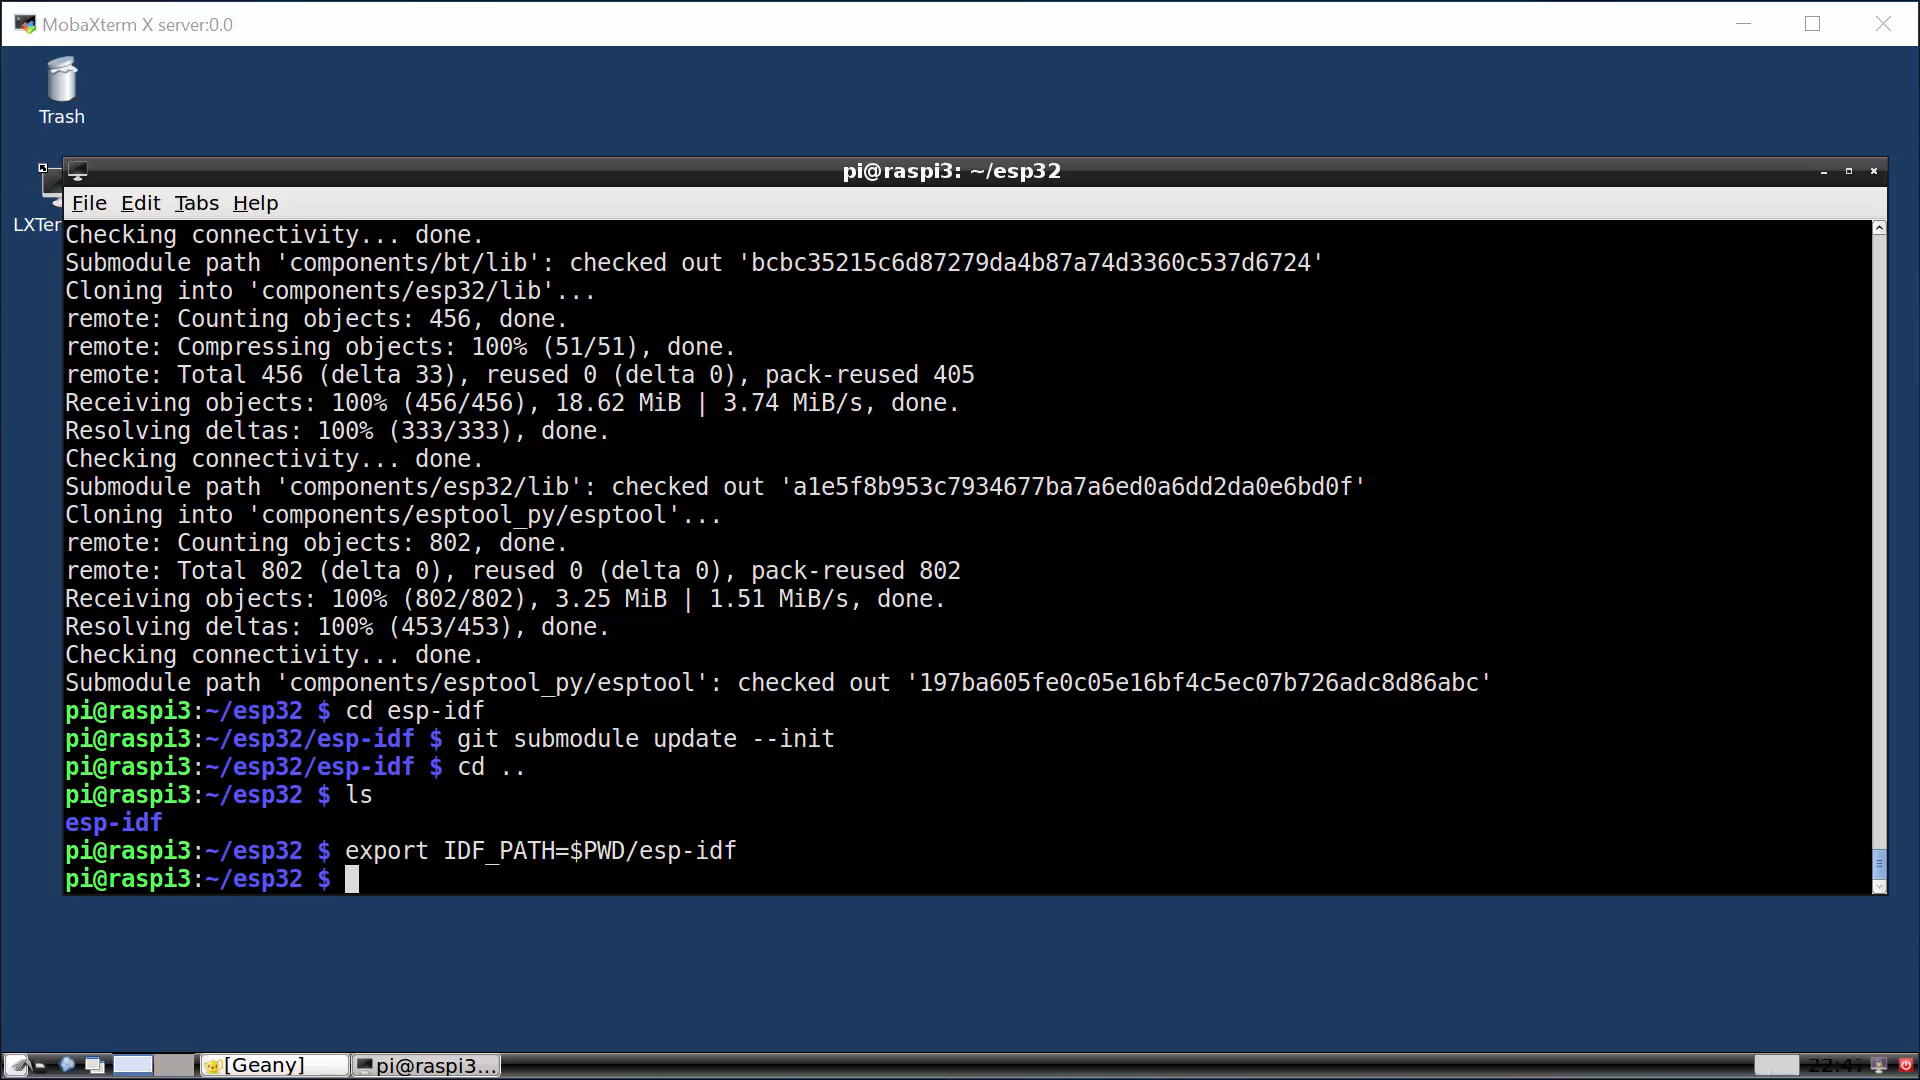 MobaXterm X server:0.0
Trash
LXTer
pi@raspi3: ~/esp32
File Edit Tabs Help
Checking connectivity... done.
Submodule path 'components/bt/lib': checked out 'bcbc35215c6d87279da4b87a74d3360c537d6724'
Cloning into 'components/esp32/lib'...
remote: Counting objects: 456, done.
remote: Compressing objects: 100% (51/51), done.
remote: Total 456 (delta 33), reused 0 (delta 0), pack-reused 405
Receiving objects: 100% (456/456), 18.62 MiB | 3.74 MiB/s, done.
Resolving deltas: 100% (333/333), done.
Checking connectivity... done.
Submodule path 'components/esp32/lib': checked out 'a1e5f8b953c7934677ba7a6ed0a6dd2da0e6bd0f'
Cloning into 'components/esptool_py/esptool'...
remote: Counting objects: 802, done.
remote: Total 802 (delta 0), reused 0 (delta 0), pack-reused 802
Receiving objects: 100% (802/802), 3.25 MiB | 1.51 MiB/s, done.
Resolving deltas: 100% (453/453), done.
Checking connectivity... done.
Submodule path 'components/esptool_py/esptool': checked out '197ba605fe0c05e16bf4c5ec07b726adc8d86abc'
pi@raspi3:~/esp32 $ cd esp-idf
pi@raspi3:~/esp32/esp-idf $ git submodule update --init
pi@raspi3:~/esp32/esp-idf $ cd ..
pi@raspi3:~/esp32 $ ls
esp-idf
pi@raspi3:~/esp32 $ export IDF_PATH=$PWD/esp-idf
pi@raspi3:~/esp32 $
[Geany]
pi@raspi3...